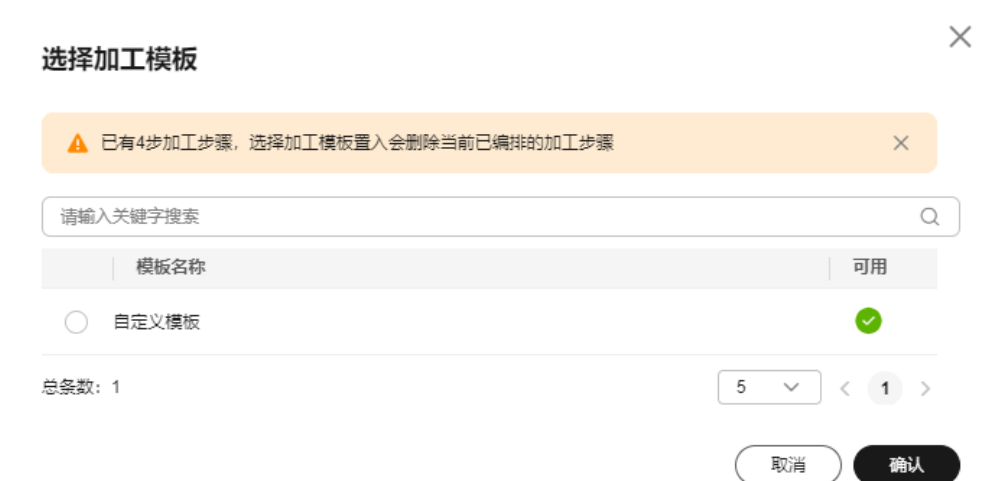 选择加工模板
已有4步加工步骤，选择加工模板置入会删除当前已编排的加工步骤
请输入关键字搜索
模板名称 可用
自定义模板
总条数：1 5 1
取消 确认